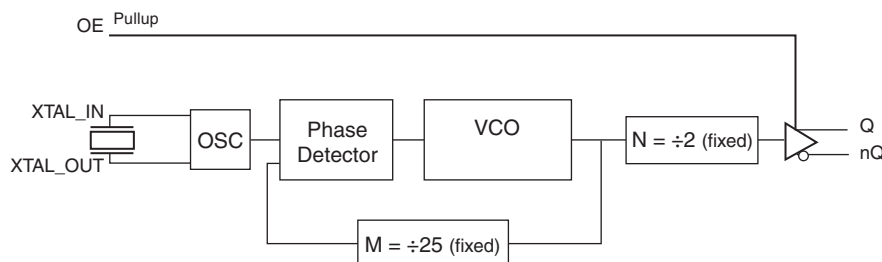 OE Pullup
XTAL_IN
XTAL_OUT
OSC
Phase
Detector
VCO
N = ÷2 (fixed)
Q
nQ
M = ÷25 (fixed)